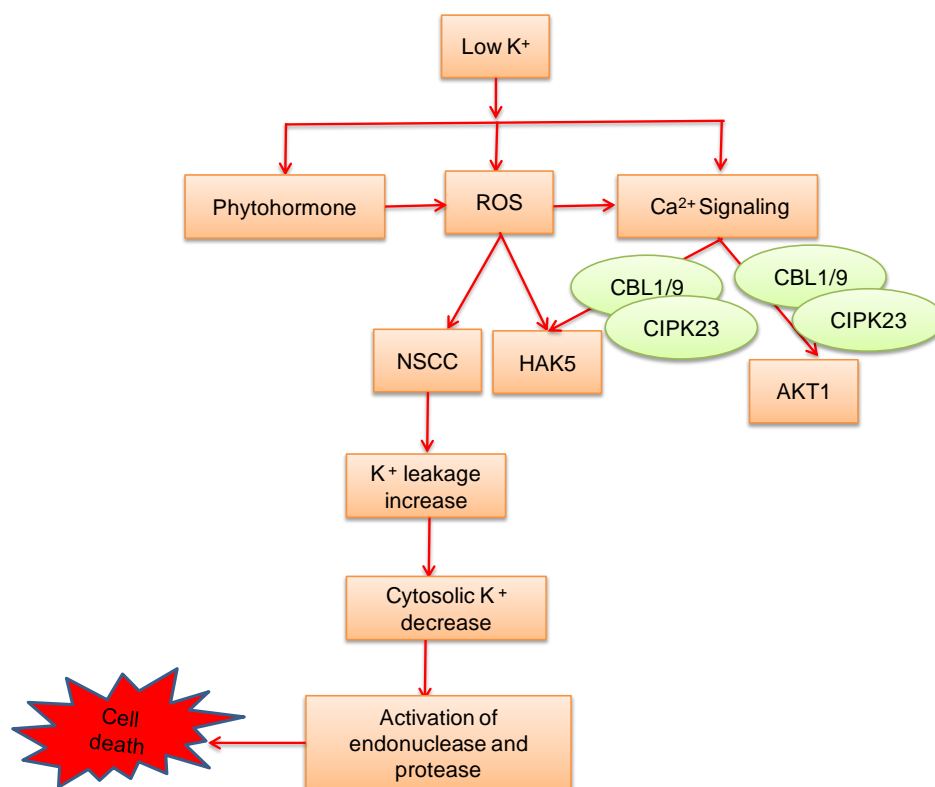 Low K⁺
Phytohormone
ROS
Ca²⁺ Signaling
CBL1/9
CIPK23
CBL1/9
CIPK23
NSCC
HAK5
AKT1
K⁺ leakage
increase
Cytosolic K⁺
decrease
Activation of
endonuclease and
protease
Cell
death